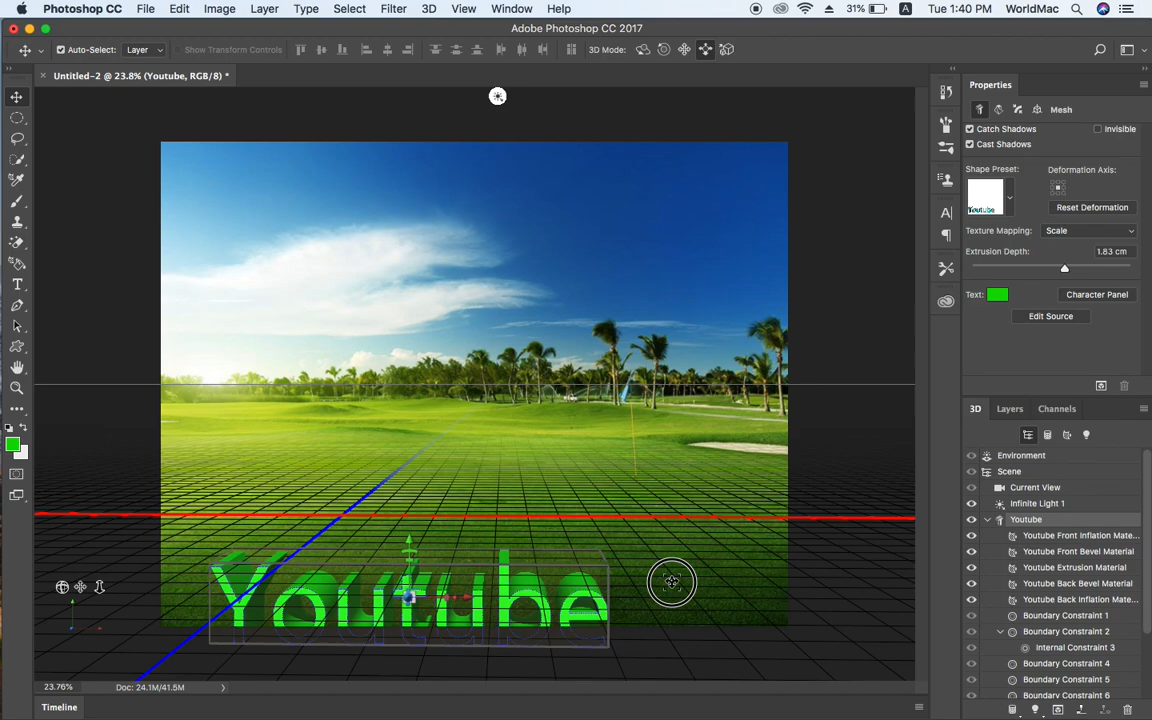 Photoshop CC File Edit Image Layer Type Select Filter 3D View Window Help 31% A Tue 1:40 PM WorldMac
Adobe Photoshop CC 2017
Auto-Select: Layer Show Transform Controls 3D Mode:
Untitled-2 @ 23.8% (Youtube, RGB/8) *
Properties
Mesh
Catch Shadows Invisible
Cast Shadows
Shape Preset: Deformation Axis:
Youtube
Reset Deformation
Texture Mapping: Scale
Extrusion Depth: 1.83 cm
Text: Character Panel
Edit Source
3D Layers Channels
Environment
Scene
Current View
Infinite Light 1
Youtube
Youtube Front Inflation Mate...
Youtube Front Bevel Material
Youtube Extrusion Material
Youtube Back Bevel Material
Youtube Back Inflation Mate...
Boundary Constraint 1
Boundary Constraint 2
Internal Constraint 3
Boundary Constraint 4
Boundary Constraint 5
Boundary Constraint 6
Youtube
23.76% Doc: 24.1M/41.5M
Timeline